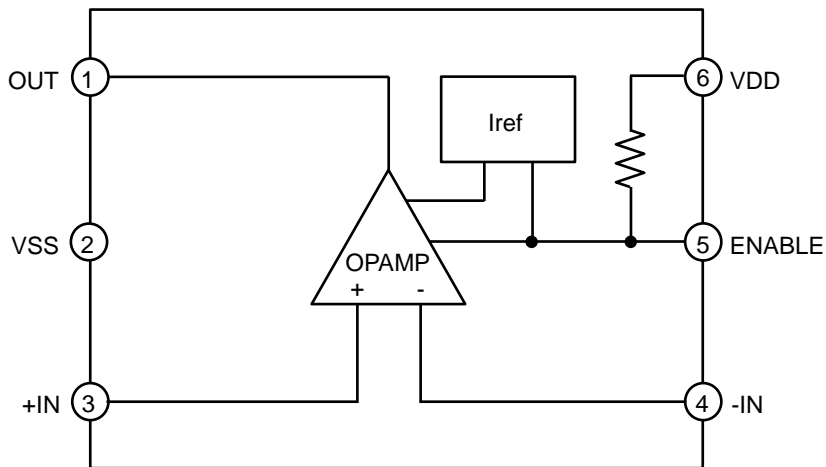 OUT 1
6 VDD
Iref
VSS 2
OPAMP
+ -
5 ENABLE
+IN 3
4 -IN